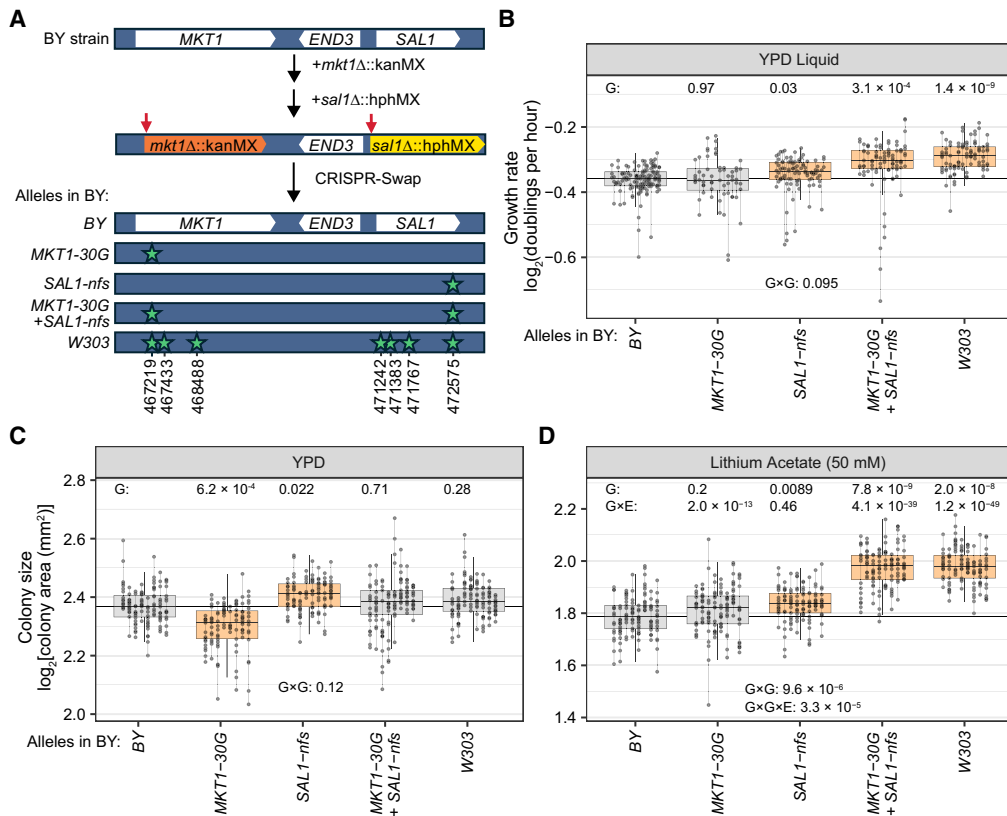 A
BY strain
MKT1
END3
SAL1
+mkt1Δ::kanMX
+sal1Δ::hphMX
mkt1Δ::kanMX
END3
sal1Δ::hphMX
CRISPR-Swap
Alleles in BY:
BY
MKT1
END3
SAL1
MKT1-30G
SAL1-nfs
MKT1-30G
+SAL1-nfs
W303
467219
467433
468488
471242
471383
471767
472575
B
YPD Liquid
G: 0.97 0.03 3.1 × 10⁻⁴ 1.4 × 10⁻⁹
Growth rate
log₂(doublings per hour)
−0.2
−0.4
−0.6
G×G: 0.095
Alleles in BY:
BY
MKT1−30G
SAL1−nfs
MKT1−30G
+ SAL1−nfs
W303
C
YPD
G: 6.2 × 10⁻⁴ 0.022 0.71 0.28
Colony size
log₂[colony area (mm²)]
2.8
2.6
2.4
2.2
2.0
G×G: 0.12
Alleles in BY:
BY
MKT1−30G
SAL1−nfs
MKT1−30G
+ SAL1−nfs
W303
D
Lithium Acetate (50 mM)
G: 0.2 0.0089 7.8 × 10⁻⁹ 2.0 × 10⁻⁸
G×E: 2.0 × 10⁻¹³ 0.46 4.1 × 10⁻³⁹ 1.2 × 10⁻⁴⁹
2.2
2.0
1.8
1.6
1.4
G×G: 9.6 × 10⁻⁶
G×G×E: 3.3 × 10⁻⁵
BY
MKT1−30G
SAL1−nfs
MKT1−30G
+ SAL1−nfs
W303